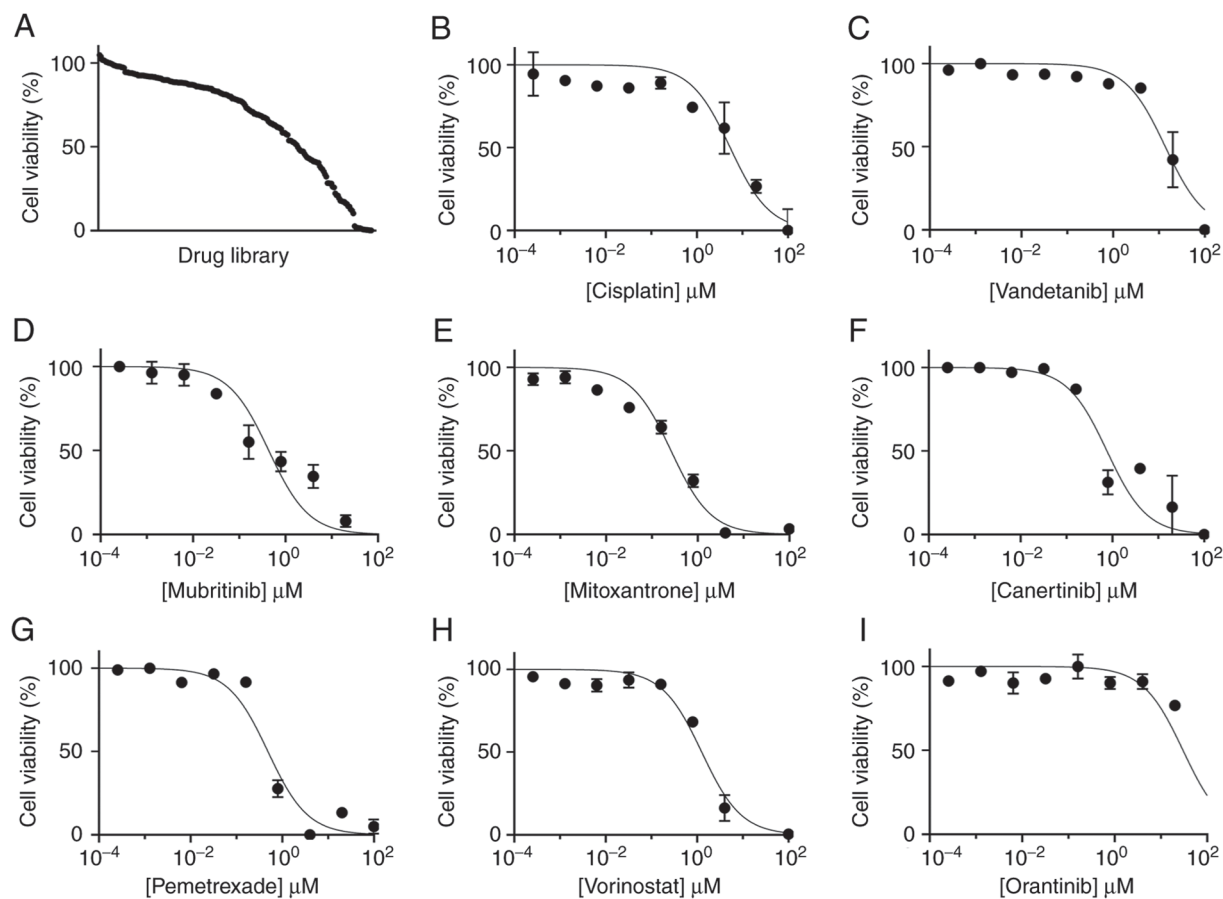 A
Cell viability (%)
100
50
0
Drug library
B
Cell viability (%)
100
50
0
10⁻⁴ 10⁻² 10⁰ 10²
[Cisplatin] μM
C
Cell viability (%)
100
50
0
10⁻⁴ 10⁻² 10⁰ 10²
[Vandetanib] μM
D
Cell viability (%)
100
50
0
10⁻⁴ 10⁻² 10⁰ 10²
[Mubritinib] μM
E
Cell viability (%)
100
50
0
10⁻⁴ 10⁻² 10⁰ 10²
[Mitoxantrone] μM
F
Cell viability (%)
100
50
0
10⁻⁴ 10⁻² 10⁰ 10²
[Canertinib] μM
G
Cell viability (%)
100
50
0
10⁻⁴ 10⁻² 10⁰ 10²
[Pemetrexade] μM
H
Cell viability (%)
100
50
0
10⁻⁴ 10⁻² 10⁰ 10²
[Vorinostat] μM
I
Cell viability (%)
100
50
0
10⁻⁴ 10⁻² 10⁰ 10²
[Orantinib] μM